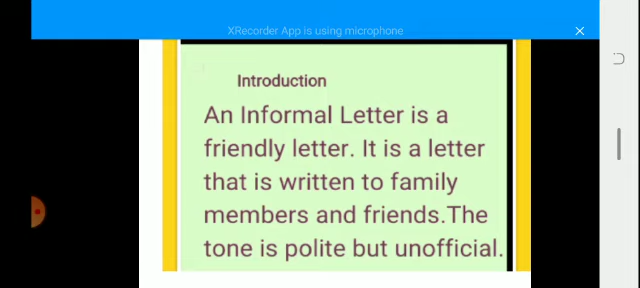 XRecorder App is using microphone
Introduction
An Informal Letter is a
friendly letter. It is a letter
that is written to family
members and friends.The
tone is polite but unofficial.